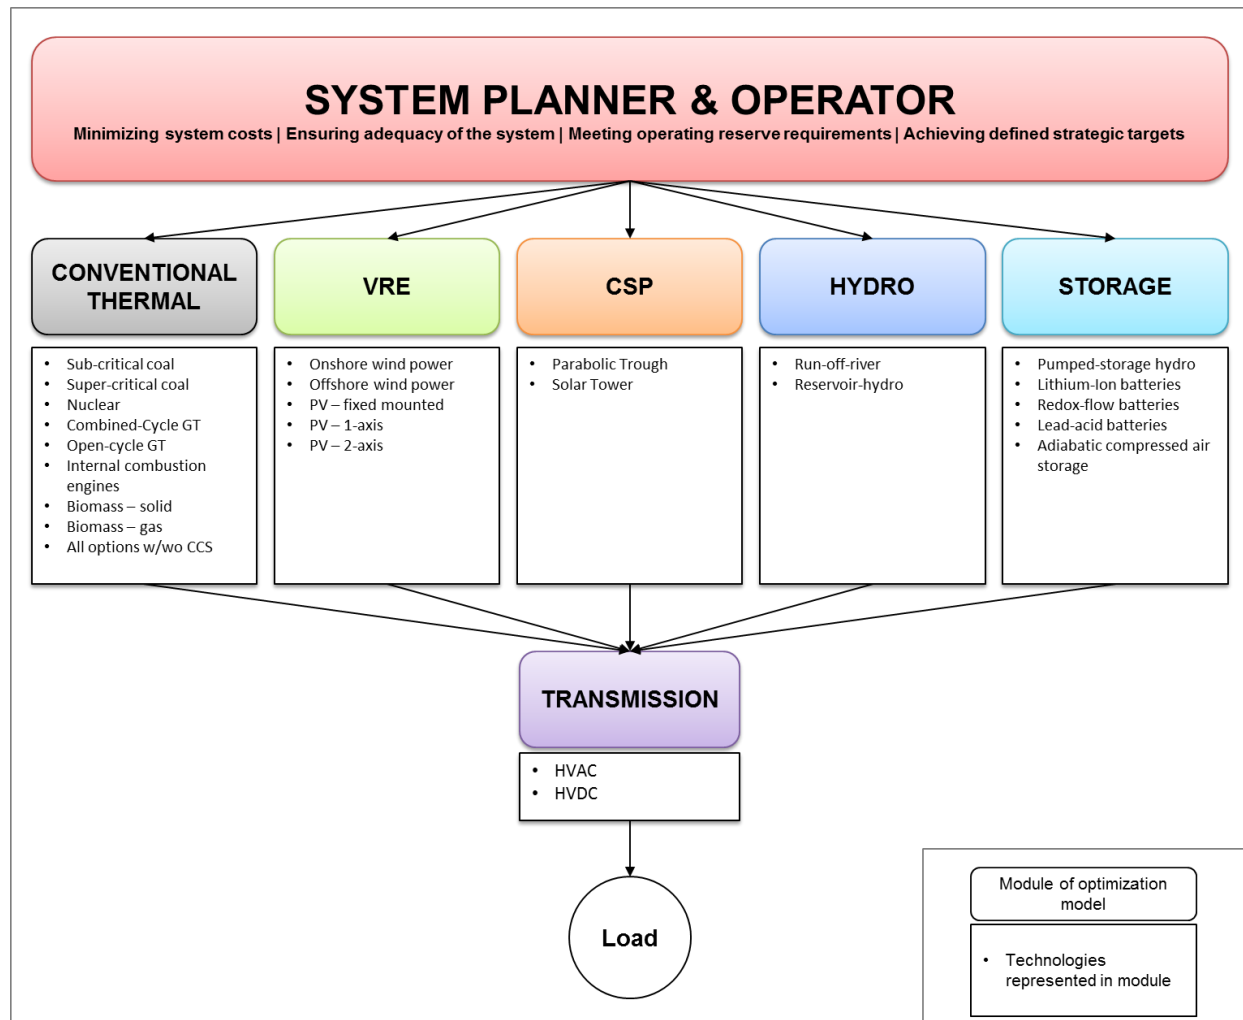 SYSTEM PLANNER & OPERATOR
Minimizing system costs | Ensuring adequacy of the system | Meeting operating reserve requirements | Achieving defined strategic targets
CONVENTIONAL
THERMAL
• Sub-critical coal
• Super-critical coal
• Nuclear
• Combined-Cycle GT
• Open-cycle GT
• Internal combustion
engines
• Biomass – solid
• Biomass – gas
• All options w/wo CCS
VRE
• Onshore wind power
• Offshore wind power
• PV – fixed mounted
• PV – 1-axis
• PV – 2-axis
CSP
• Parabolic Trough
• Solar Tower
HYDRO
• Run-off-river
• Reservoir-hydro
STORAGE
• Pumped-storage hydro
• Lithium-Ion batteries
• Redox-flow batteries
• Lead-acid batteries
• Adiabatic compressed air
storage
TRANSMISSION
• HVAC
• HVDC
Load
Module of optimization
model
• Technologies
represented in module